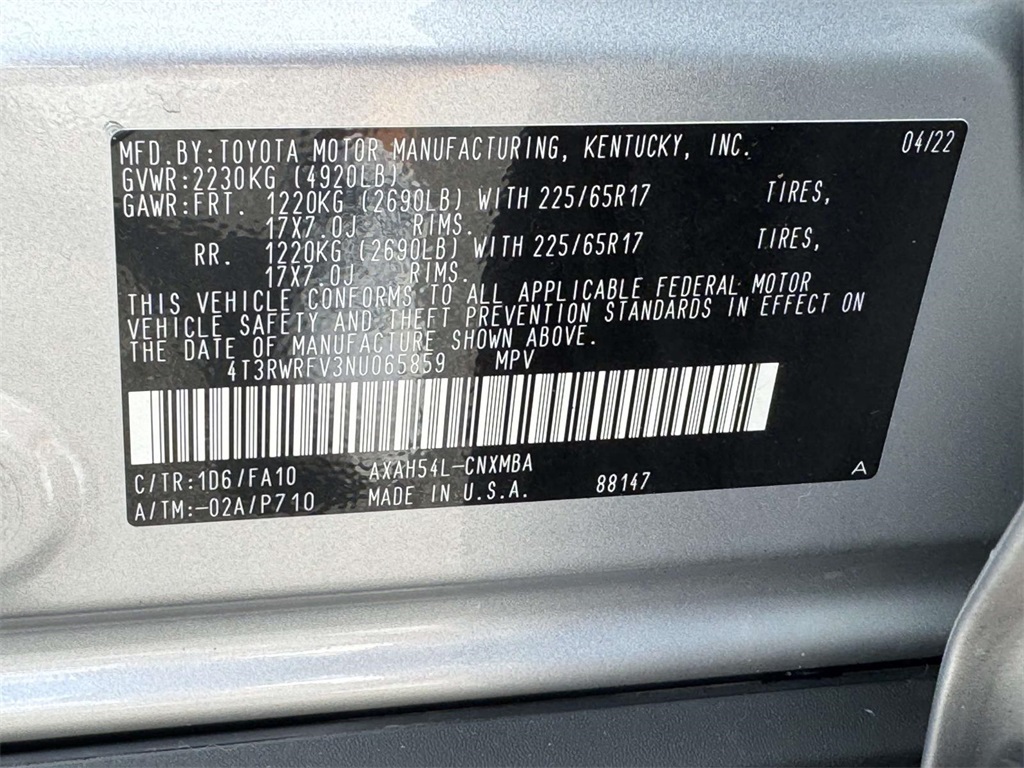 MFD.BY:TOYOTA MOTOR MANUFACTURING, KENTUCKY, INC. 04/22
GVWR:2230KG (4920LB)
GAWR:FRT. 1220KG (2690LB) WITH 225/65R17 TIRES,
17X7.0J RIMS.
RR. 1220KG (2690LB) WITH 225/65R17 TIRES,
17X7.0J RIMS.
THIS VEHICLE CONFORMS TO ALL APPLICABLE FEDERAL MOTOR
VEHICLE SAFETY AND THEFT PREVENTION STANDARDS IN EFFECT ON
THE DATE OF MANUFACTURE SHOWN ABOVE.
4T3RWRFV3NU065859 MPV
C/TR:1D6/FA10 AXAH54L-CNXMBA
A/TM:-02A/P710 MADE IN U.S.A. 88147 A